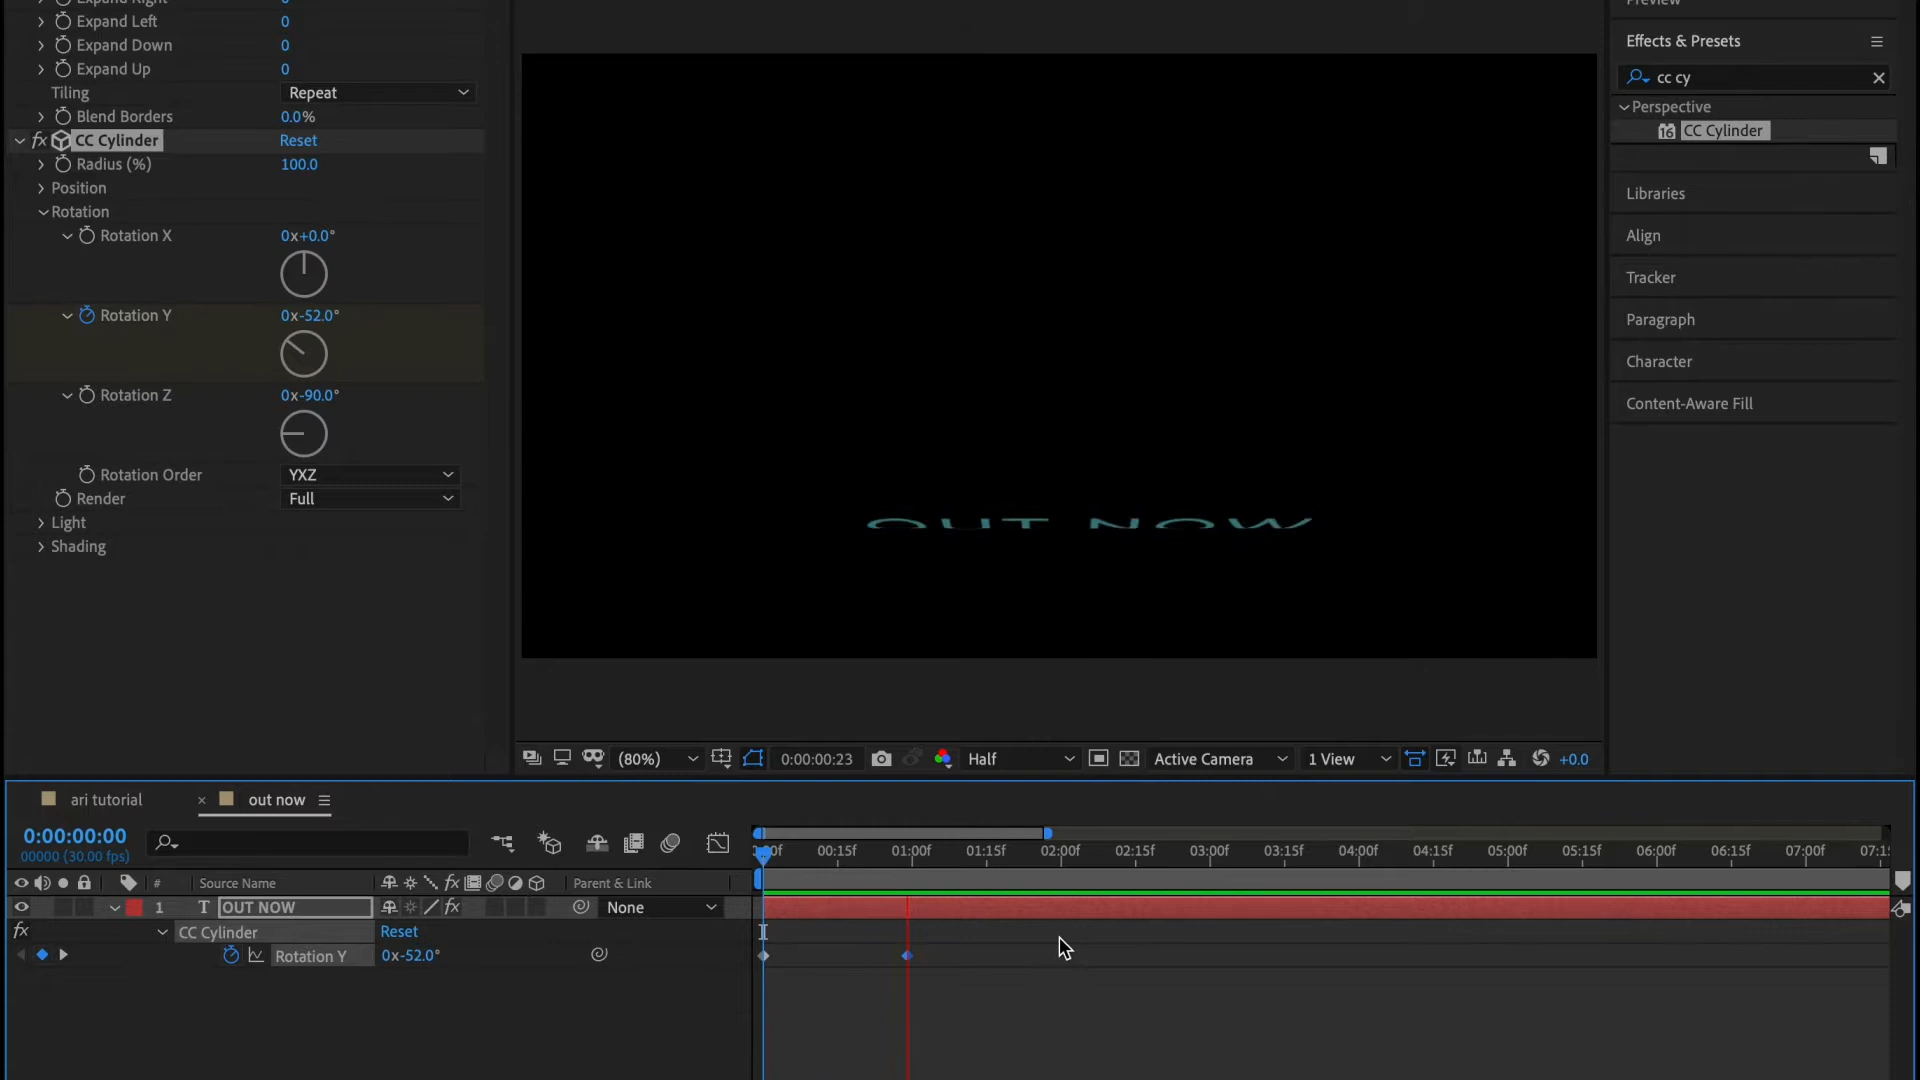 Expand Right 0
Expand Left 0
Expand Down 0
Expand Up 0
Tiling Repeat
Blend Borders 0.0%
fx CC Cylinder Reset
Radius (%) 100.0
Position
Rotation
Rotation X 0x+0.0°
Rotation Y 0x-52.0°
Rotation Z 0x-90.0°
Rotation Order YXZ
Render Full
Light
Shading
OUT NOW
(80%) 0:00:00:23 Half Active Camera 1 View +0.0
Preview
Effects & Presets
cc cy
Perspective
16 CC Cylinder
Libraries
Align
Tracker
Paragraph
Character
Content-Aware Fill
ari tutorial × out now
0:00:00:00
00000 (30.00 fps)
00f 00:15f 01:00f 01:15f 02:00f 02:15f 03:00f 03:15f 04:00f 04:15f 05:00f 05:15f 06:00f 06:15f 07:00f 07:1
# Source Name fx Parent & Link
1 T OUT NOW fx None
fx CC Cylinder Reset
Rotation Y 0x-52.0°